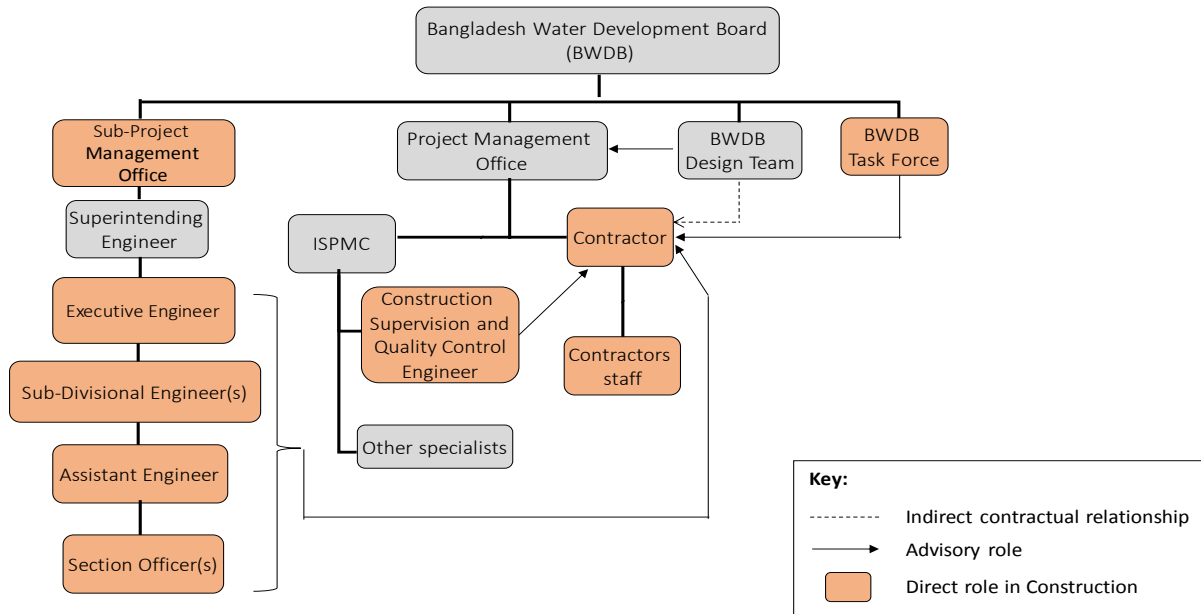 Bangladesh Water Development Board
(BWDB)
Sub-Project
Management
Office
Project Management
Office
BWDB
Design Team
BWDB
Task Force
Superintending
Engineer
ISPMC
Contractor
Executive Engineer
Construction
Supervision and
Quality Control
Engineer
Contractors
staff
Sub-Divisional Engineer(s)
Other specialists
Assistant Engineer
Section Officer(s)
Key:
Indirect contractual relationship
Advisory role
Direct role in Construction